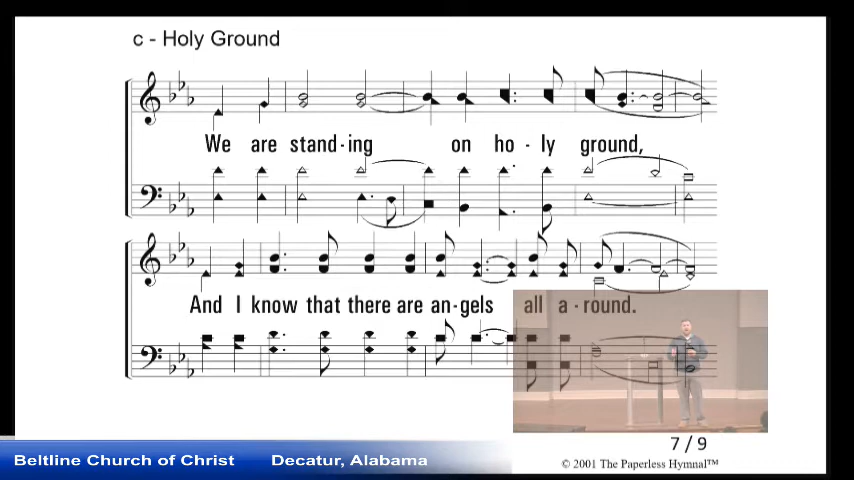 c - Holy Ground
We are stand-ing on ho - ly ground,
And I know that there are an-gels all a - round.
7 / 9
Beltline Church of Christ Decatur, Alabama
© 2001 The Paperless Hymnal™